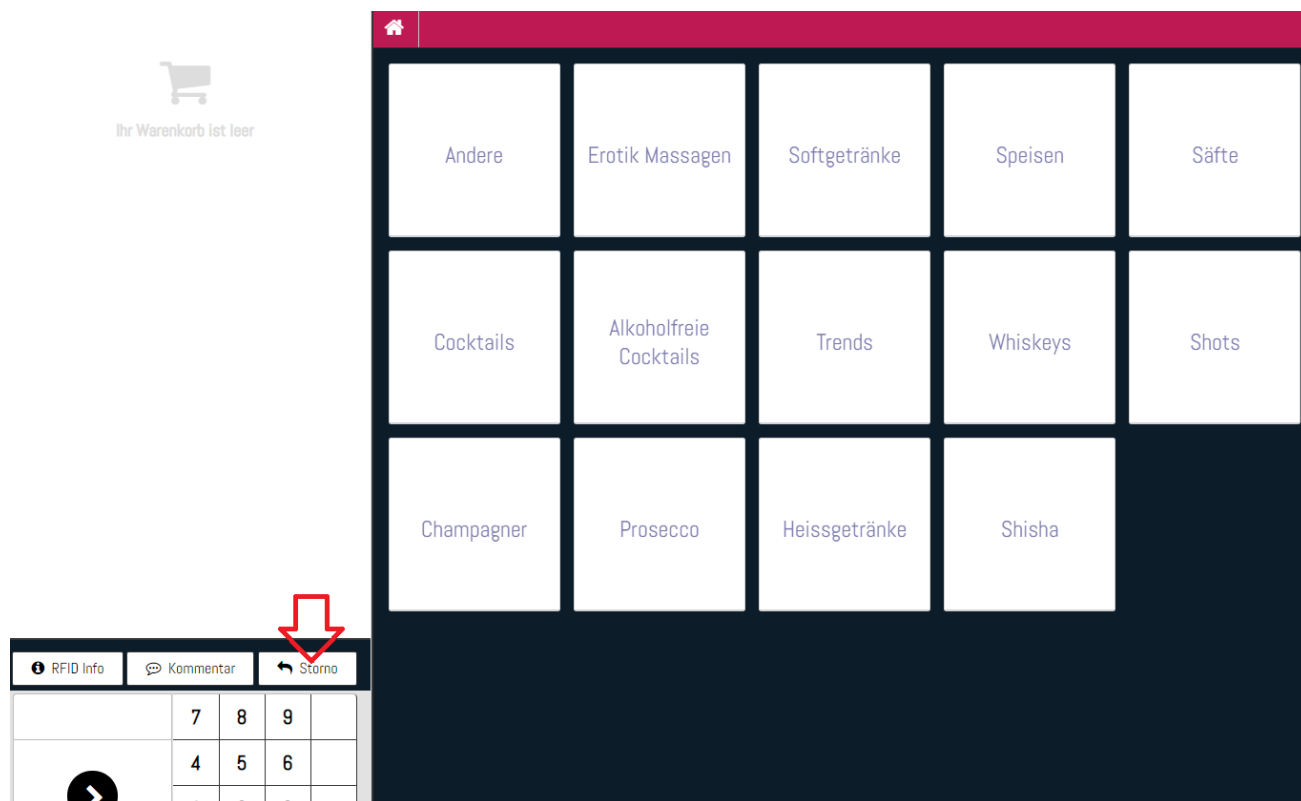 Ihr Warenkorb ist leer
Andere
Erotik Massagen
Softgetränke
Speisen
Säfte
Cocktails
Alkoholfreie
Cocktails
Trends
Whiskeys
Shots
Champagner
Prosecco
Heissgetränke
Shisha
RFID Info
Kommentar
Storno
7 8 9
4 5 6